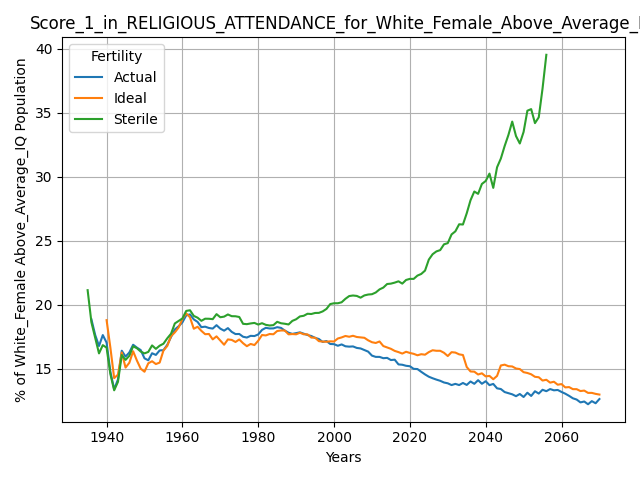 Score_1_in_RELIGIOUS_ATTENDANCE_for_White_Female_Above_Average_
Fertility
Actual
Ideal
Sterile
% of White_Female Above_Average_IQ Population
40
35
30
25
20
15
1940
1960
1980
2000
2020
2040
2060
Years